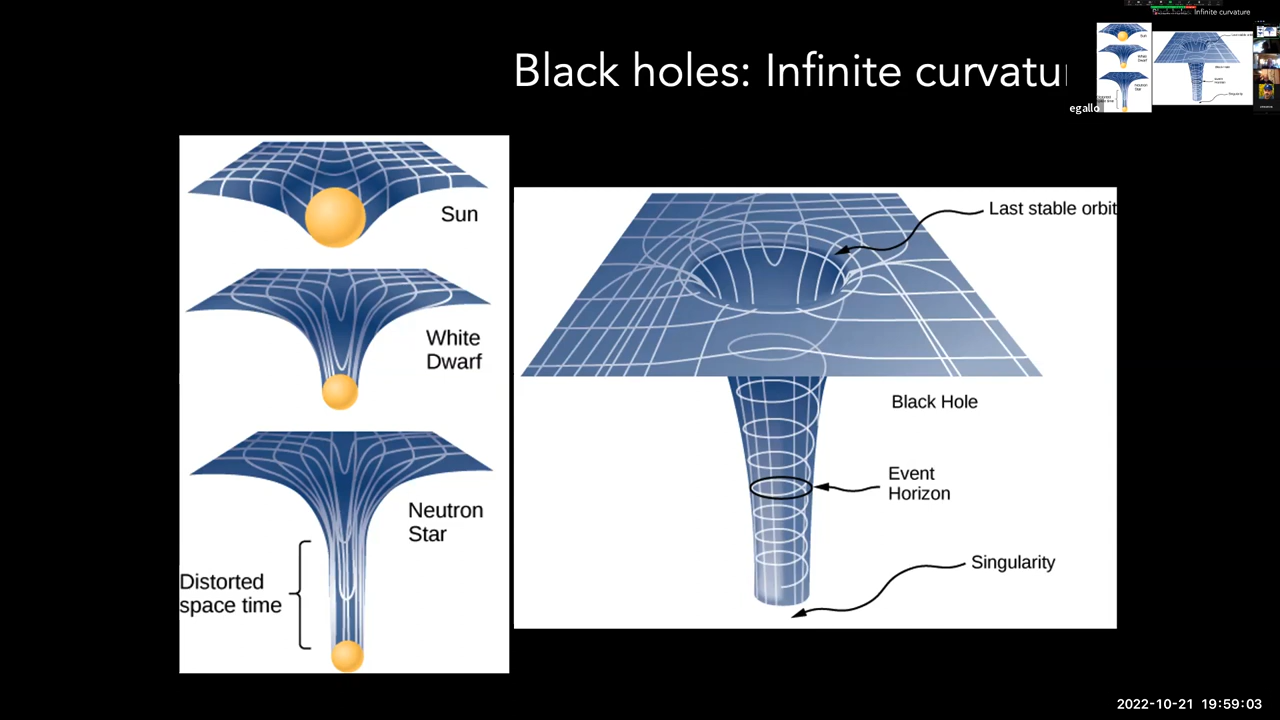 Infinite curvature
Black holes: Infinite curvatu
egallo
Sun
White
Dwarf
Neutron
Star
Distorted
space time
Last stable orbit
Black Hole
Event
Horizon
Singularity
2022-10-21 19:59:03